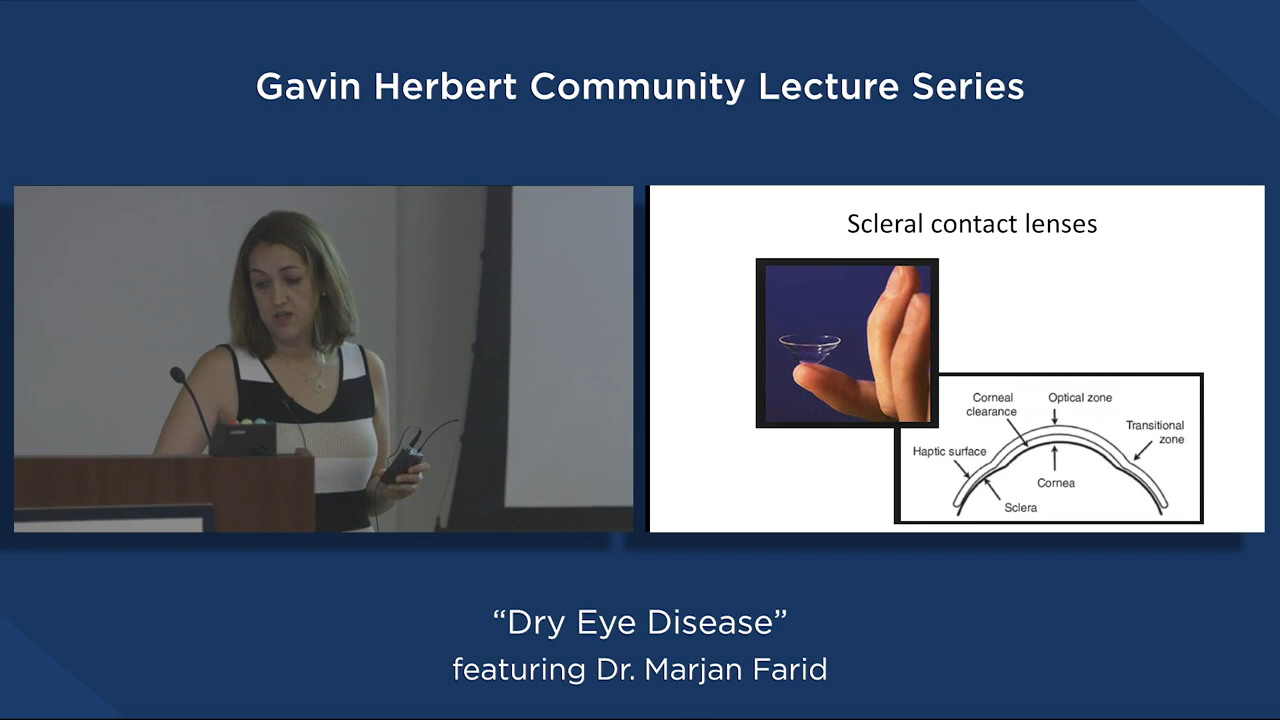 Gavin Herbert Community Lecture Series
Scleral contact lenses
Corneal
clearance
Optical zone
Transitional
zone
Haptic surface
Cornea
Sclera
“Dry Eye Disease”
featuring Dr. Marjan Farid